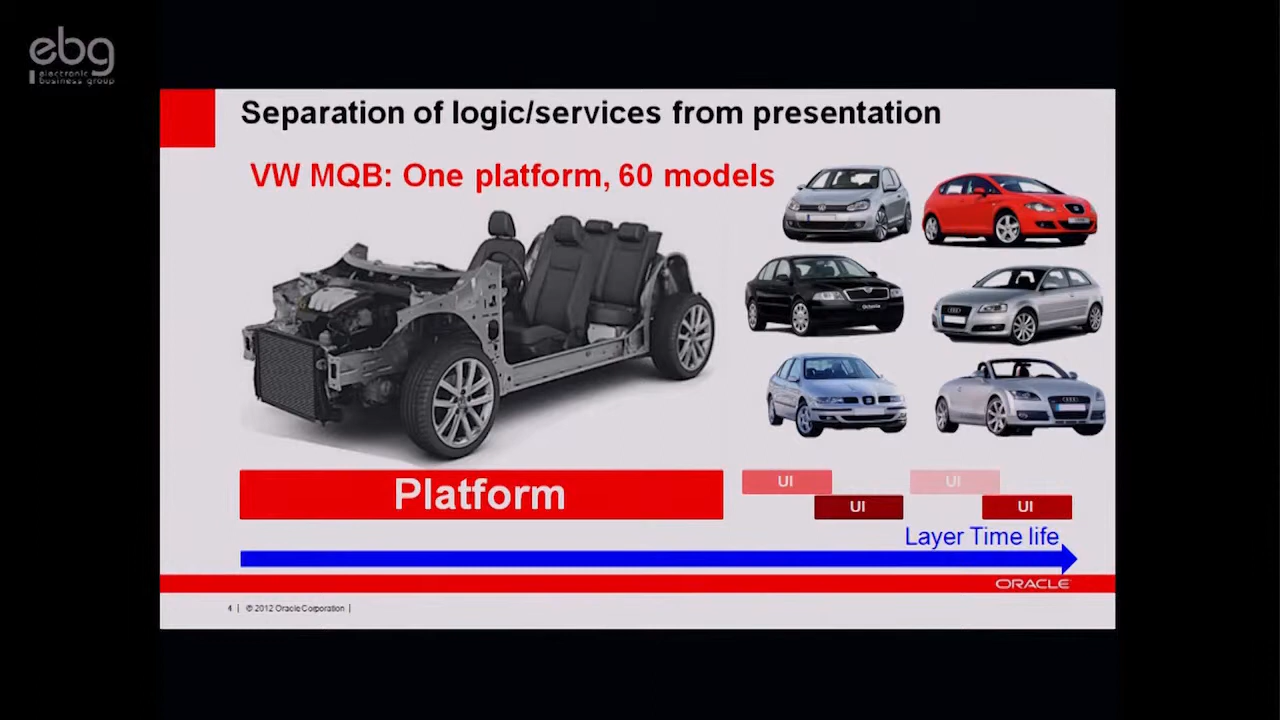 ebg
electronic
business group
Separation of logic/services from presentation
VW MQB: One platform, 60 models
Octavia
Platform
UI
UI
UI
UI
Layer Time life
ORACLE
4 | © 2012 Oracle Corporation |